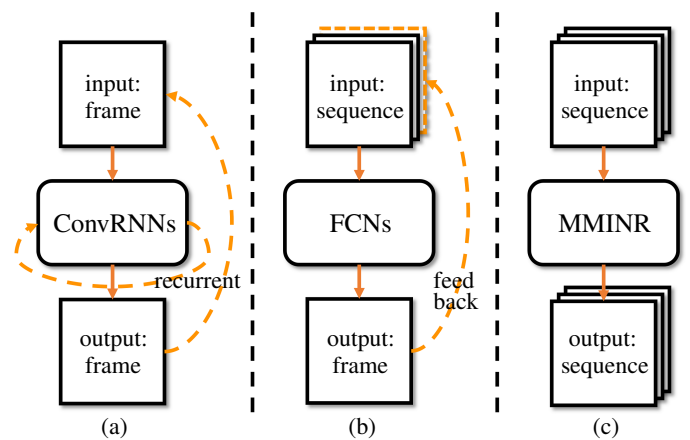 input:
frame
ConvRNNs
recurrent
output:
frame
(a)
input:
sequence
FCNs
feed
back
output:
frame
(b)
input:
sequence
MMINR
output:
sequence
(c)